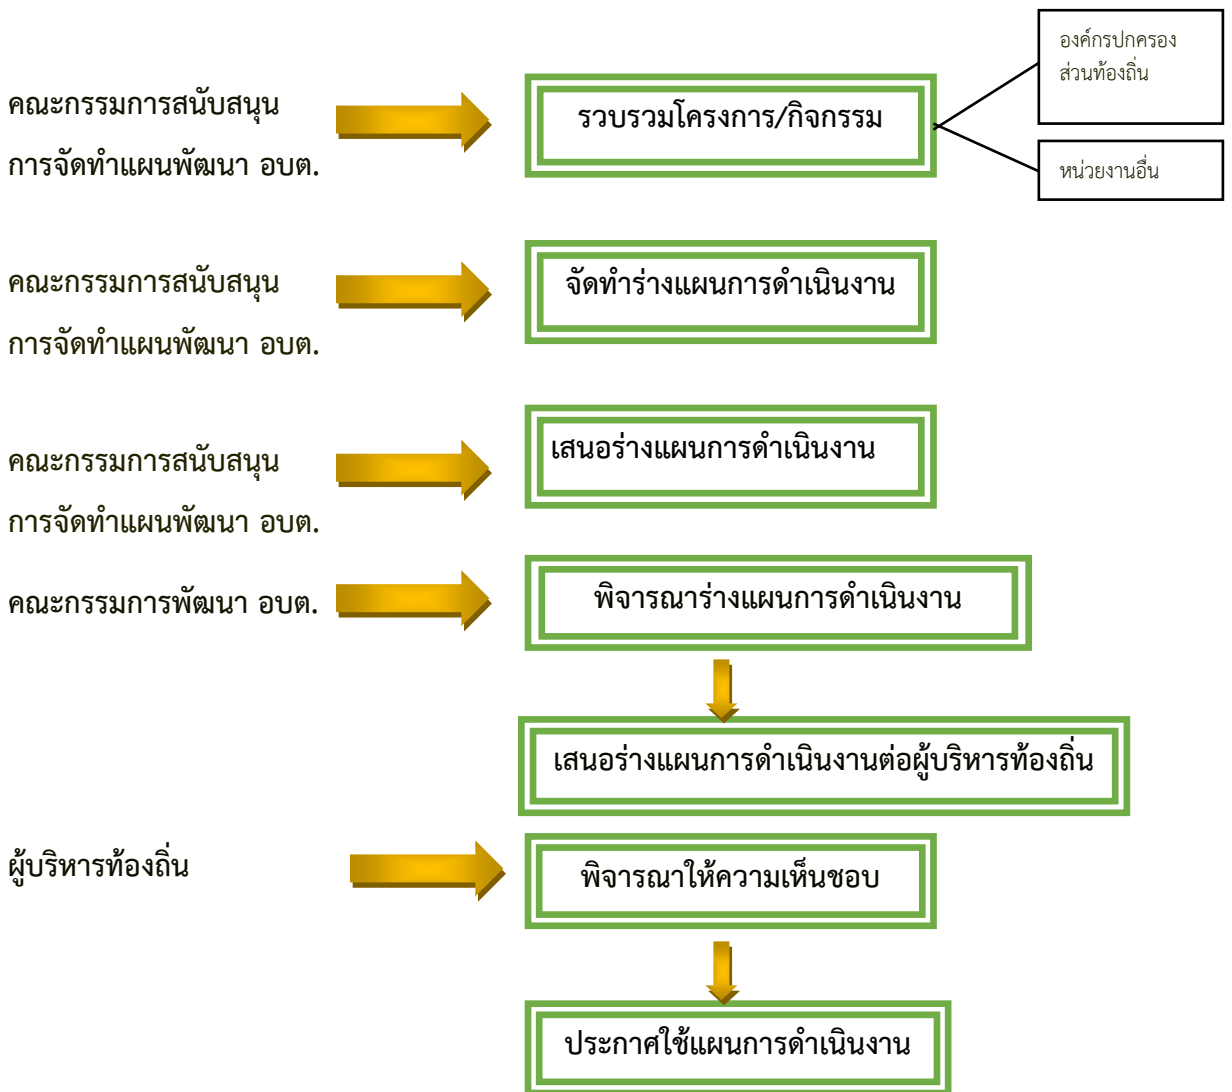 องค์กรปกครอง
ส่วนท้องถิ่น
คณะกรรมการสนับสนุน
การจัดทำแผนพัฒนา อบต.
รวบรวมโครงการ/กิจกรรม
หน่วยงานอื่น
คณะกรรมการสนับสนุน
การจัดทำแผนพัฒนา อบต.
จัดทำร่างแผนการดำเนินงาน
คณะกรรมการสนับสนุน
การจัดทำแผนพัฒนา อบต.
เสนอร่างแผนการดำเนินงาน
คณะกรรมการพัฒนา อบต.
พิจารณาร่างแผนการดำเนินงาน
เสนอร่างแผนการดำเนินงานต่อผู้บริหารท้องถิ่น
ผู้บริหารท้องถิ่น
พิจารณาให้ความเห็นชอบ
ประกาศใช้แผนการดำเนินงาน